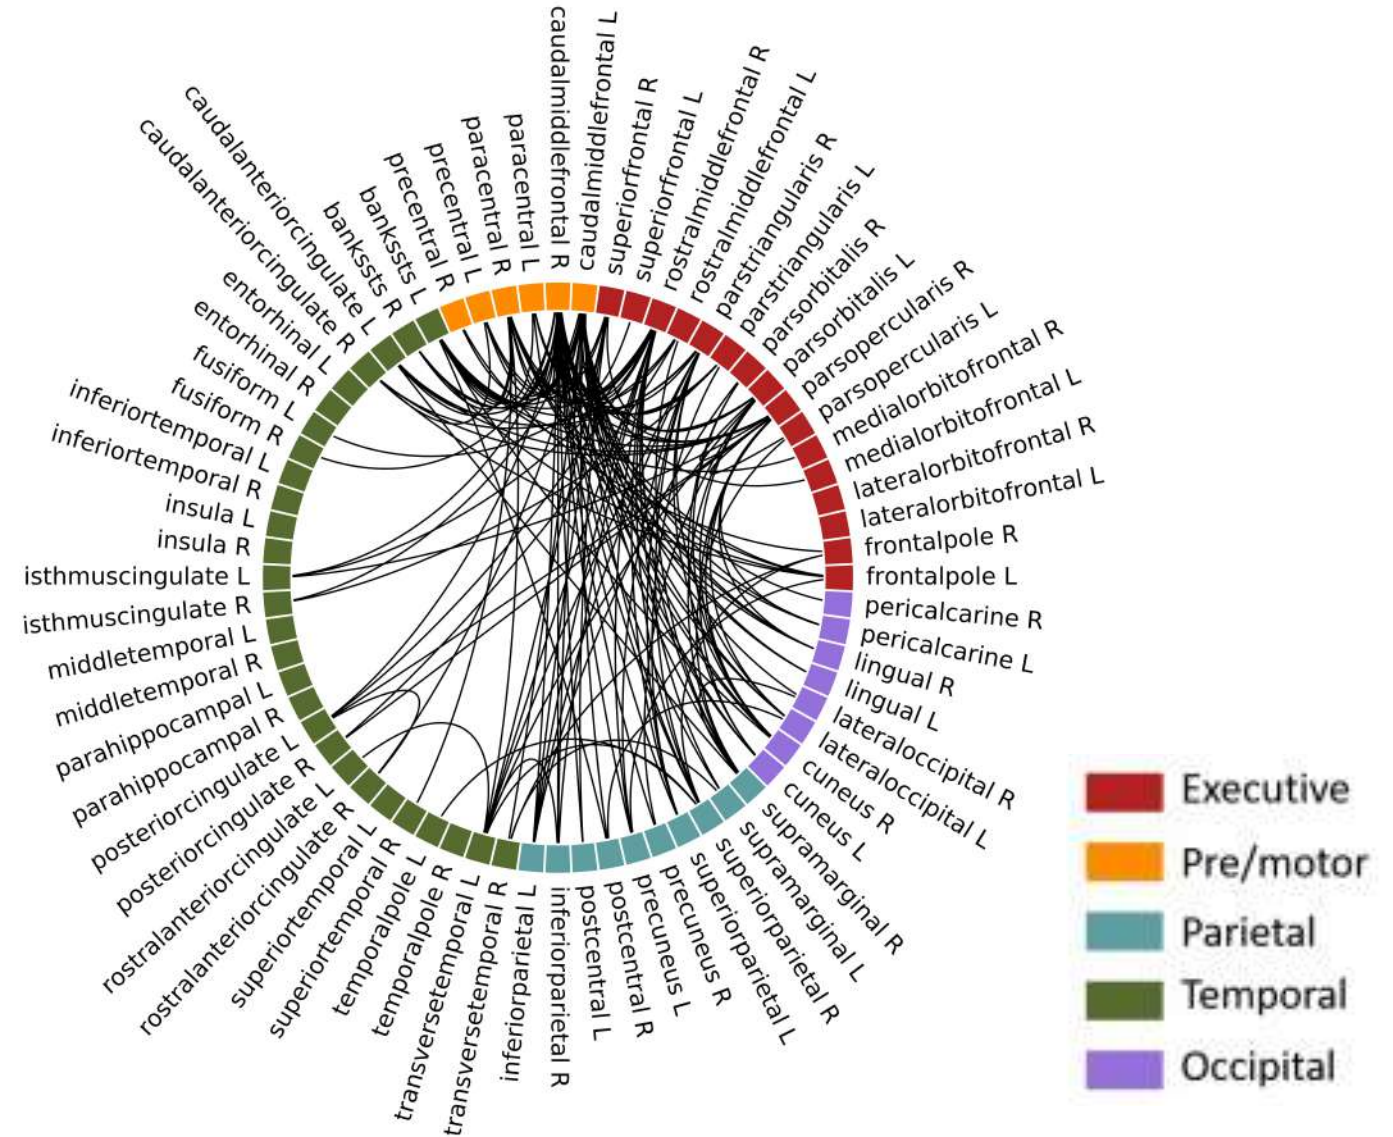 caudalmiddlefrontal R
caudalmiddlefrontal L
superiorfrontal R
superiorfrontal L
rostralmiddlefrontal R
rostralmiddlefrontal L
parstriangularis R
parstriangularis L
parsorbitalis R
parsorbitalis L
parsopercularis R
parsopercularis L
medialorbitofrontal R
medialorbitofrontal L
lateralorbitofrontal R
lateralorbitofrontal L
frontalpole R
frontalpole L
pericalcarine R
pericalcarine L
lingual R
lingual L
lateraloccipital R
lateraloccipital L
cuneus R
cuneus L
supramarginal R
supramarginal L
superiorparietal R
superiorparietal L
precuneus R
precuneus L
postcentral R
postcentral L
inferiorparietal R
inferiorparietal L
transversetemporal R
transversetemporal L
temporalpole R
temporalpole L
superiortemporal R
superiortemporal L
rostralanteriorcingulate R
rostralanteriorcingulate L
posteriorcingulate R
posteriorcingulate L
parahippocampal R
parahippocampal L
middletemporal R
middletemporal L
isthmuscingulate R
isthmuscingulate L
insula R
insula L
inferiortemporal R
inferiortemporal L
fusiform R
fusiform L
entorhinal R
entorhinal L
caudalanteriorcingulate R
caudalanteriorcingulate L
bankssts R
bankssts L
precentral R
precentral L
paracentral R
paracentral L
Executive
Pre/motor
Parietal
Temporal
Occipital